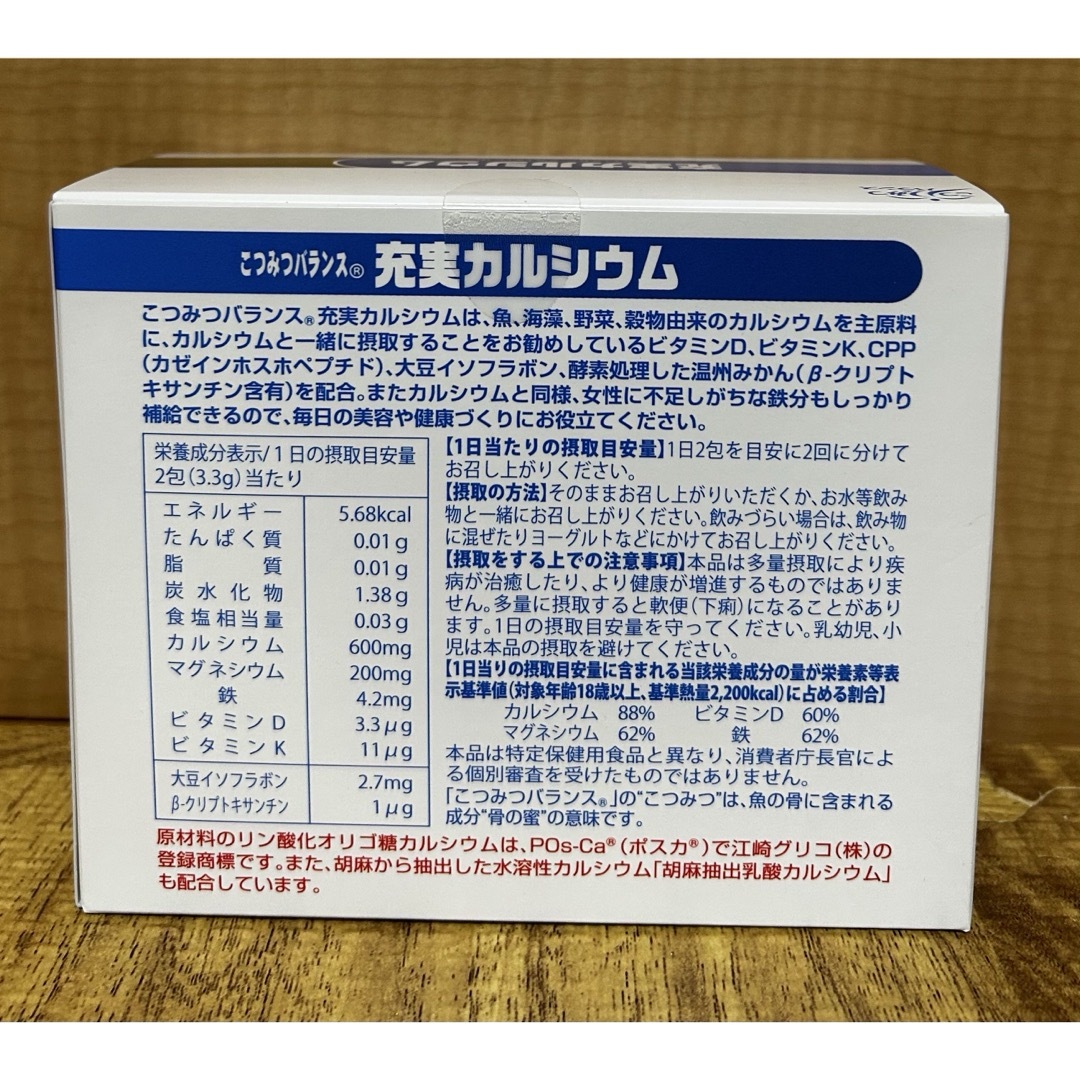 充実カルシウム
こつみつバランス® 充実カルシウム
こつみつバランス®充実カルシウムは、魚、海藻、野菜、穀物由来のカルシウムを主原料
に、カルシウムと一緒に摂取することをお勧めしているビタミンD、ビタミンK、CPP
(カゼインホスホペプチド)、大豆イソフラボン、酵素処理した温州みかん(β-クリプト
キサンチン含有)を配合。またカルシウムと同様、女性に不足しがちな鉄分もしっかり
補給できるので、毎日の美容や健康づくりにお役立てください。
栄養成分表示/1日の摂取目安量
2包(3.3g)当たり
エネルギー 5.68kcal
たんぱく質 0.01g
脂質 0.01g
炭水化物 1.38g
食塩相当量 0.03g
カルシウム 600mg
マグネシウム 200mg
鉄 4.2mg
ビタミンD 3.3μg
ビタミンK 11μg
大豆イソフラボン 2.7mg
β-クリプトキサンチン 1μg
【1日当たりの摂取目安量】1日2包を目安に2回に分けて
お召し上がりください。
【摂取の方法】そのままお召し上がりいただくか、お水等飲み
物と一緒にお召し上がりください。飲みづらい場合は、飲み物
に混ぜたりヨーグルトなどにかけてお召し上がりください。
【摂取をする上での注意事項】本品は多量摂取により疾
病が治癒したり、より健康が増進するものではありま
せん。多量に摂取すると軟便(下痢)になることがあり
ます。1日の摂取目安量を守ってください。乳幼児、小
児は本品の摂取を避けてください。
【1日当りの摂取目安量に含まれる当該栄養成分の量が栄養素等表
示基準値(対象年齢18歳以上、基準熱量2,200kcal)に占める割合】
カルシウム 88% ビタミンD 60%
マグネシウム 62% 鉄 62%
本品は特定保健用食品と異なり、消費者庁長官によ
る個別審査を受けたものではありません。
「こつみつバランス®」の"こつみつ"は、魚の骨に含まれる
成分"骨の蜜"の意味です。
原材料のリン酸化オリゴ糖カルシウムは、POs-Ca®(ポスカ®)で江崎グリコ(株)の
登録商標です。また、胡麻から抽出した水溶性カルシウム「胡麻抽出乳酸カルシウム」
も配合しています。